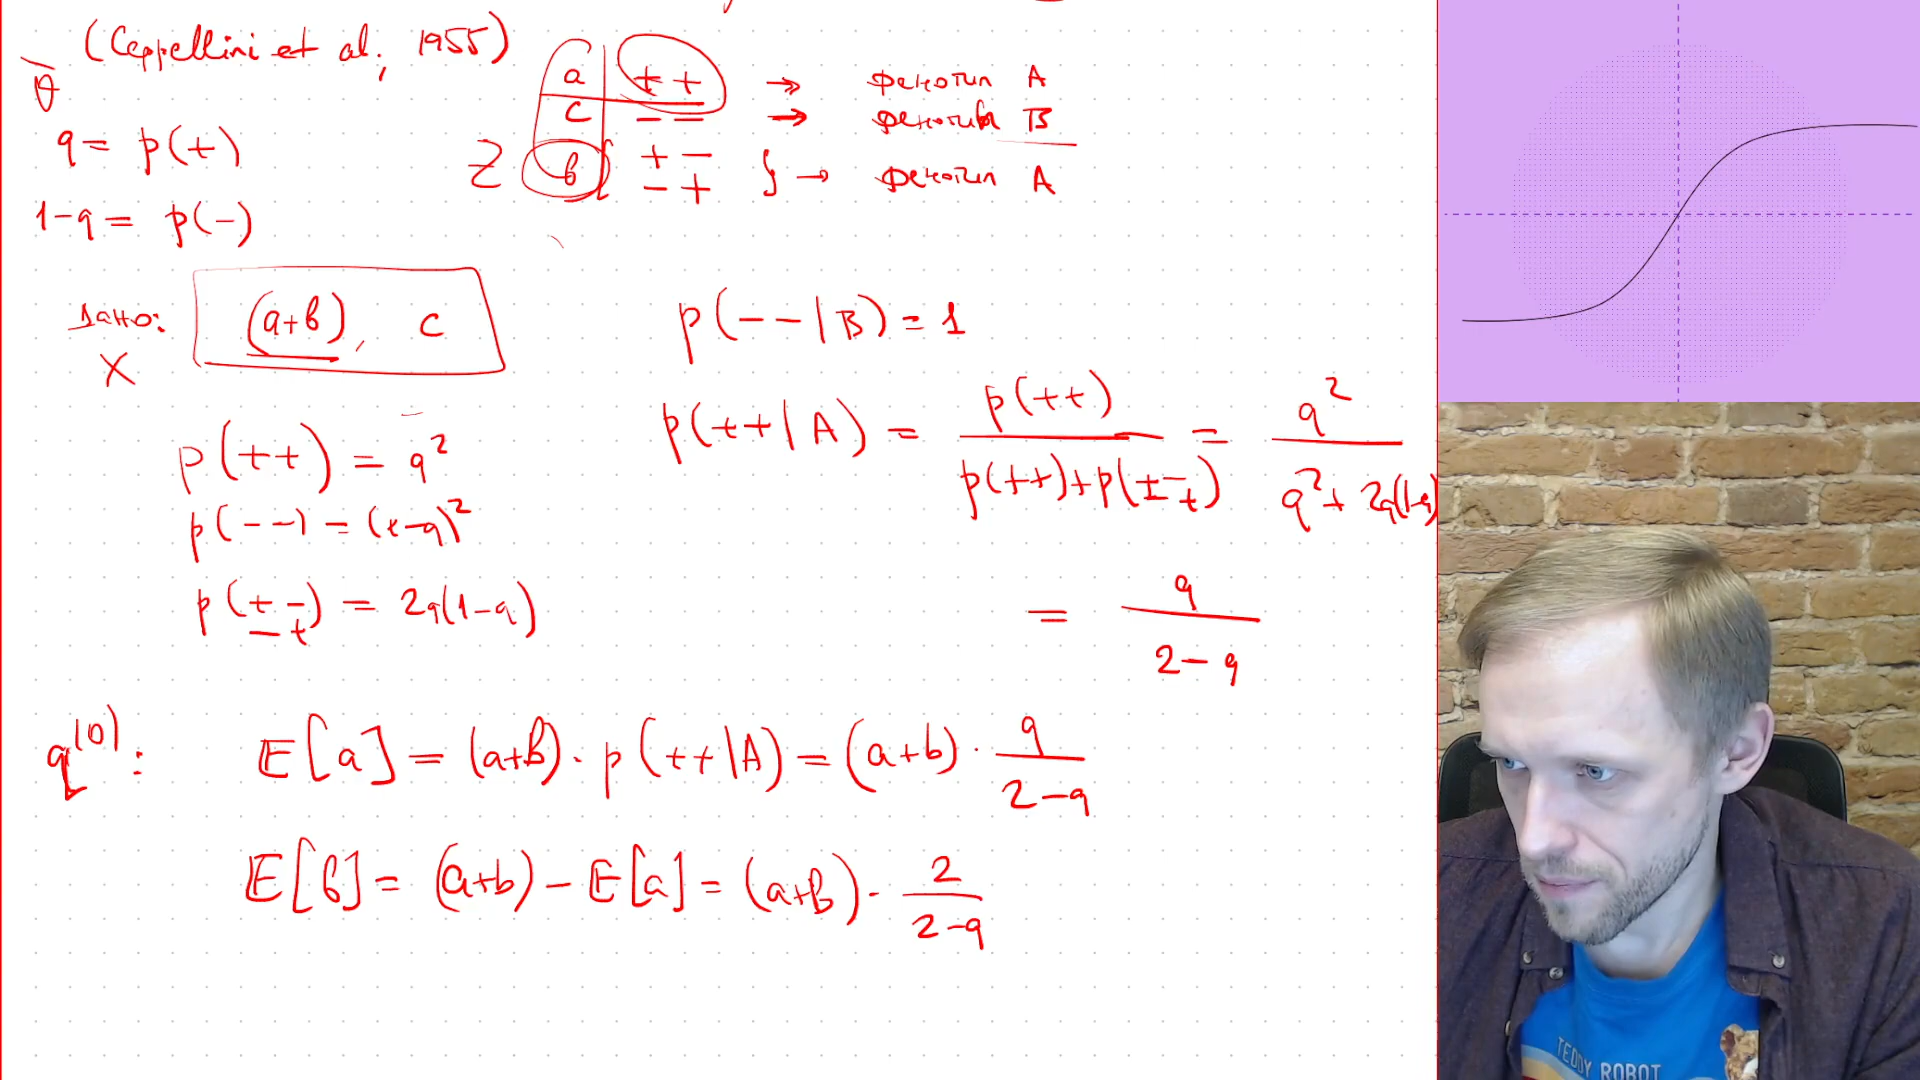 (Ceppellini et al, 1955)
θ
a | ++ → фенотип A
c | −− → фенотип B
q = p(+)
Z b | +− −+ } → фенотип A
1−q = p(−)
Дано: (a+b), c
X
p(−−|B) = 1
p(++) = q²
p(++|A) = p(++) / (p(++)+p(+− −+)) = q² / (q²+2q(1−q))
p(−−) = (1−q)²
p(+− −+) = 2q(1−q)
= q / (2−q)
q⁽⁰⁾: E[a] = (a+b)·p(++|A) = (a+b)· q / (2−q)
E[b] = (a+b) − E[a] = (a+b)· 2 / (2−q)
TEDDY ROBOT